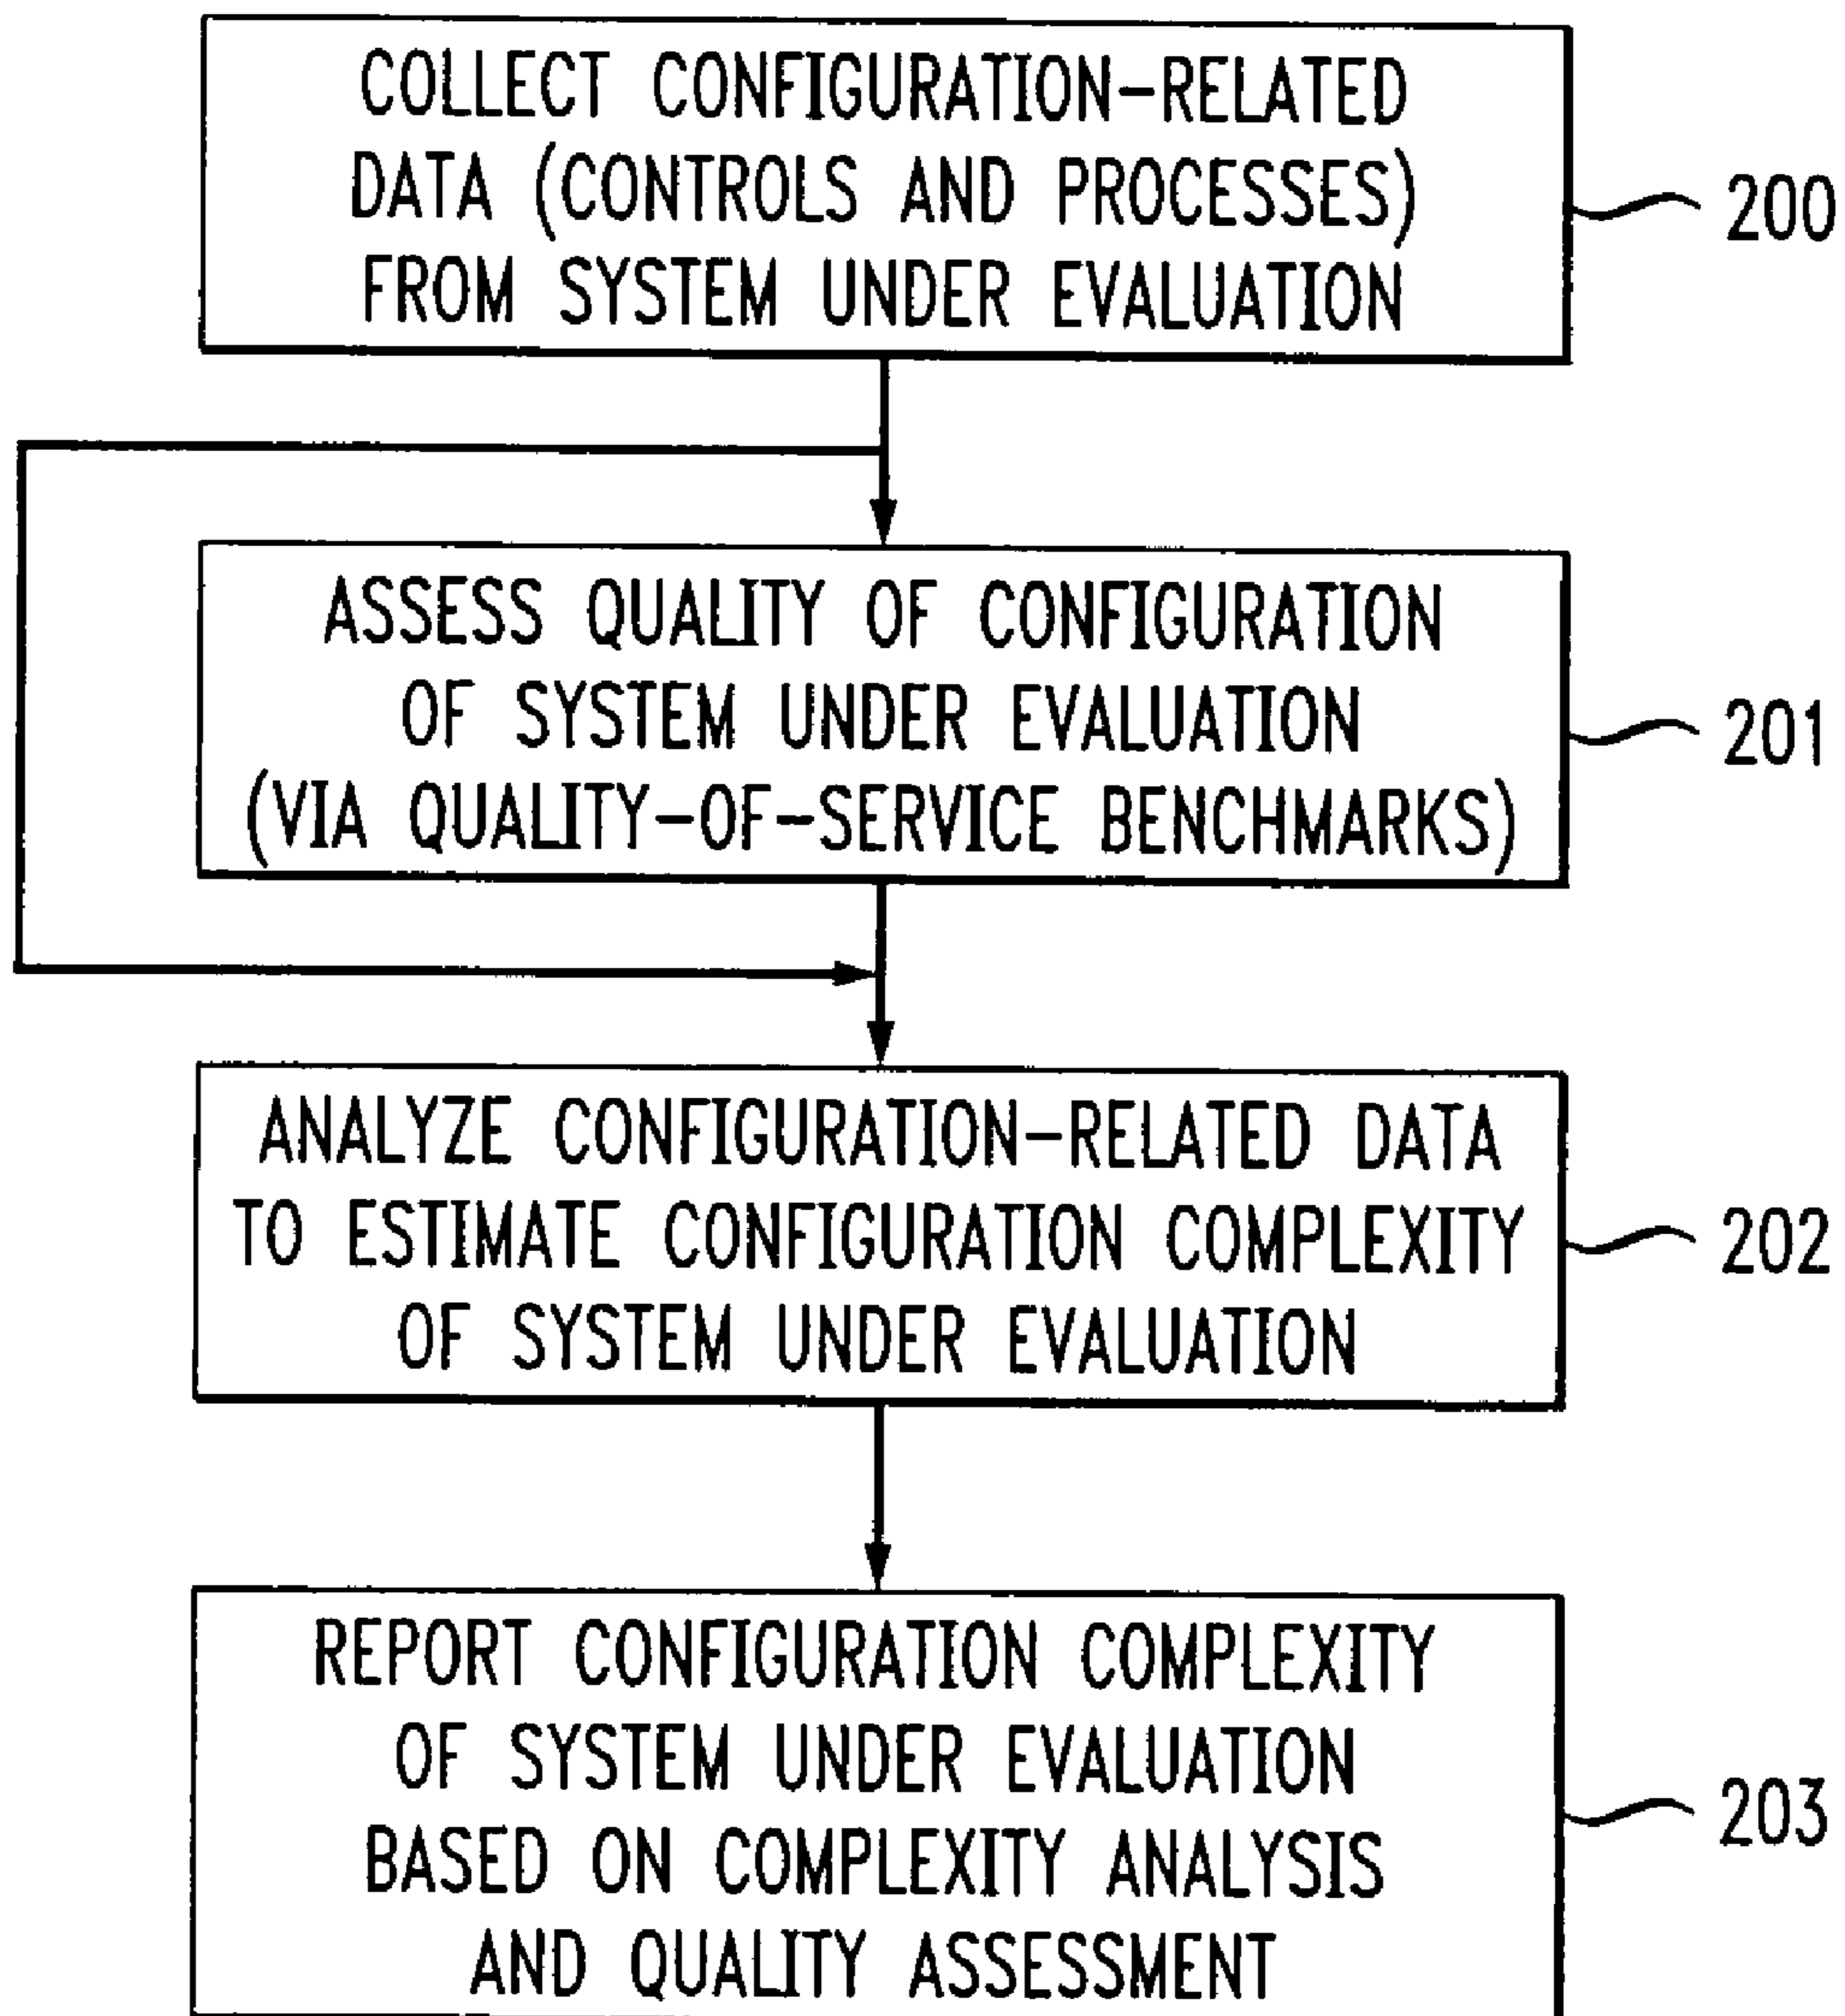 COLLECT CONFIGURATION-RELATED
DATA (CONTROLS AND PROCESSES)
FROM SYSTEM UNDER EVALUATION
200
ASSESS QUALITY OF CONFIGURATION
OF SYSTEM UNDER EVALUATION
(VIA QUALITY-OF-SERVICE BENCHMARKS)
201
ANALYZE CONFIGURATION-RELATED DATA
TO ESTIMATE CONFIGURATION COMPLEXITY
OF SYSTEM UNDER EVALUATION
202
REPORT CONFIGURATION COMPLEXITY
OF SYSTEM UNDER EVALUATION
BASED ON COMPLEXITY ANALYSIS
AND QUALITY ASSESSMENT
203